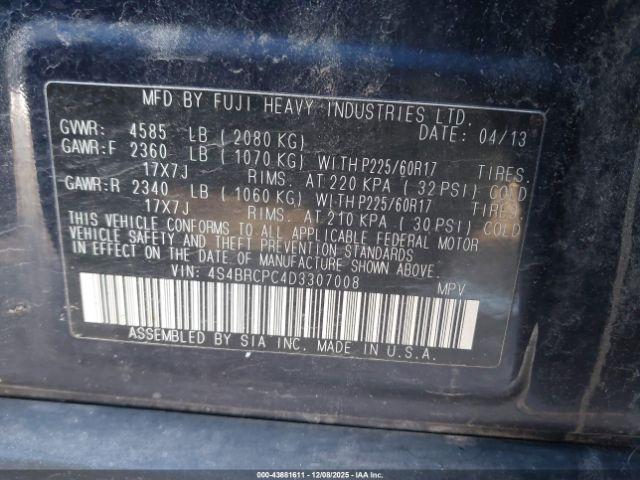 MFD BY FUJI HEAVY INDUSTRIES LTD.
GVWR: 4585 LB ( 2080 KG) DATE: 04/13
GAWR:F 2360 LB ( 1070 KG) WITH P225/60R17 TIRES,
17X7J RIMS, AT 220 KPA ( 32 PSI) COLD
GAWR:R 2340 LB ( 1060 KG) WITH P225/60R17 TIRES,
17X7J RIMS, AT 210 KPA ( 30 PSI) COLD
THIS VEHICLE CONFORMS TO ALL APPLICABLE FEDERAL MOTOR
VEHICLE SAFETY AND THEFT PREVENTION STANDARDS
IN EFFECT ON THE DATE OF MANUFACTURE SHOWN ABOVE.
VIN: 4S4BRCPC4D3307008 MPV
ASSEMBLED BY SIA INC. MADE IN U.S.A.
00-43881611 - 12/08/2025 - IAA Inc.